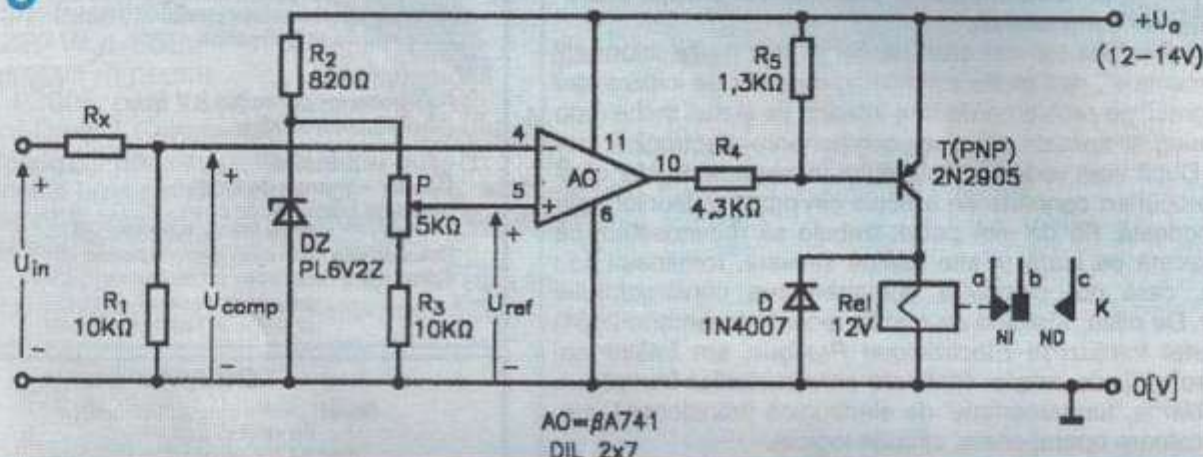 +Ua
(12–14V)
R2
820Ω
R5
1,3KΩ
Rx
4
11
10
R4
4,3KΩ
T(PNP)
2N2905
AO
5
6
P
5KΩ
DZ
PL6V2Z
Uin
R1
10KΩ
Ucomp
R3
10KΩ
Uref
D
1N4007
Rel
12V
a
b
c
K
NI
ND
0[V]
AO=βA741
DIL 2x7